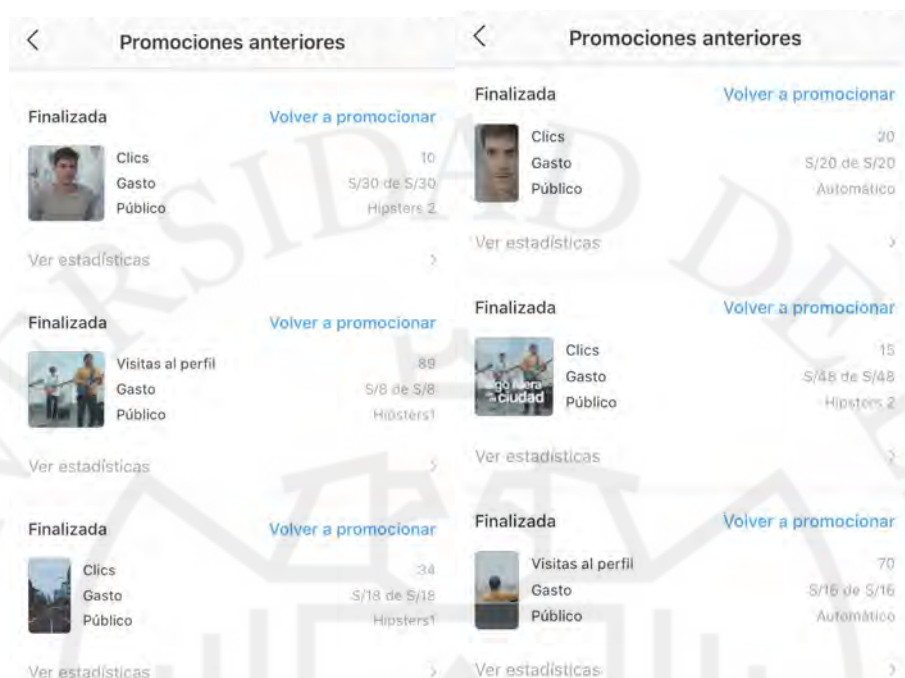 Promociones anteriores
Finalizada Volver a promocionar
Clics 10
Gasto S/30 de S/30
Público Hipsters 2
Ver estadísticas
Finalizada Volver a promocionar
Visitas al perfil 89
Gasto S/8 de S/8
Público Hipsters1
Ver estadísticas
Finalizada Volver a promocionar
Clics 34
Gasto S/18 de S/18
Público Hipsters1
Ver estadísticas
Promociones anteriores
Finalizada Volver a promocionar
Clics 20
Gasto S/20 de S/20
Público Automático
Ver estadísticas
Finalizada Volver a promocionar
fuera
ciudad
Clics 15
Gasto S/48 de S/48
Público Hipsters 2
Ver estadísticas
Finalizada Volver a promocionar
Visitas al perfil 70
Gasto S/16 de S/16
Público Automático
Ver estadísticas